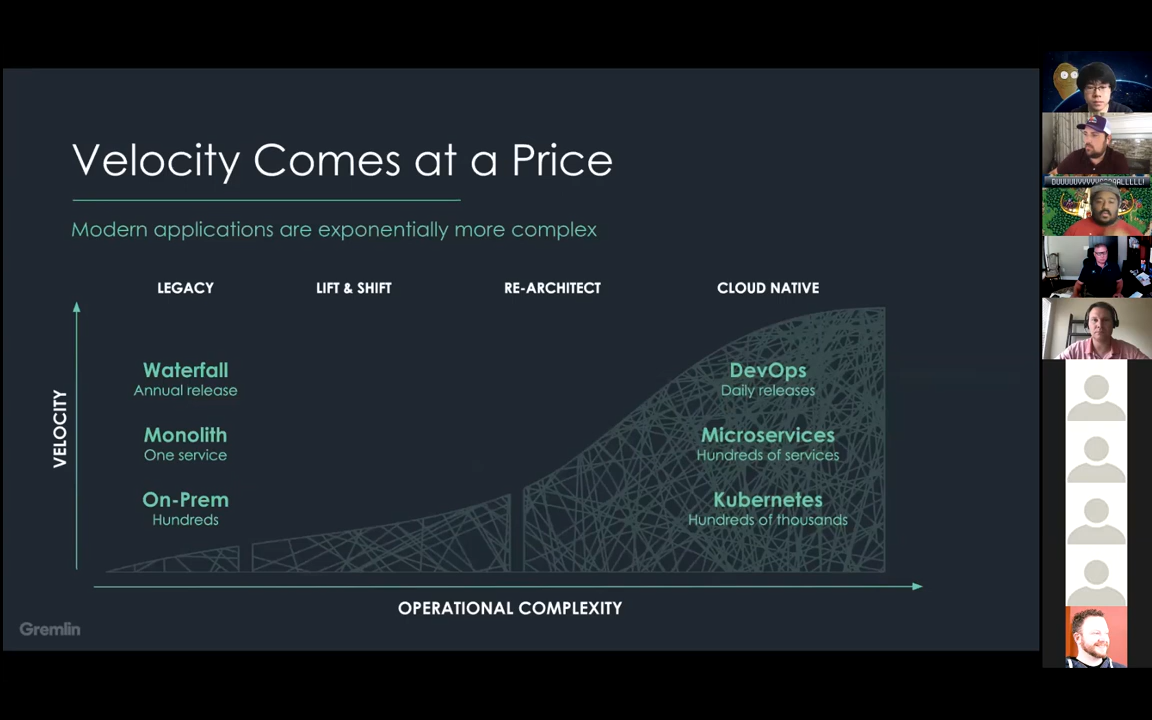 Velocity Comes at a Price
Modern applications are exponentially more complex
LEGACY
LIFT & SHIFT
RE-ARCHITECT
CLOUD NATIVE
Waterfall
Annual release
DevOps
Daily releases
Monolith
One service
Microservices
Hundreds of services
On-Prem
Hundreds
Kubernetes
Hundreds of thousands
VELOCITY
OPERATIONAL COMPLEXITY
Gremlin